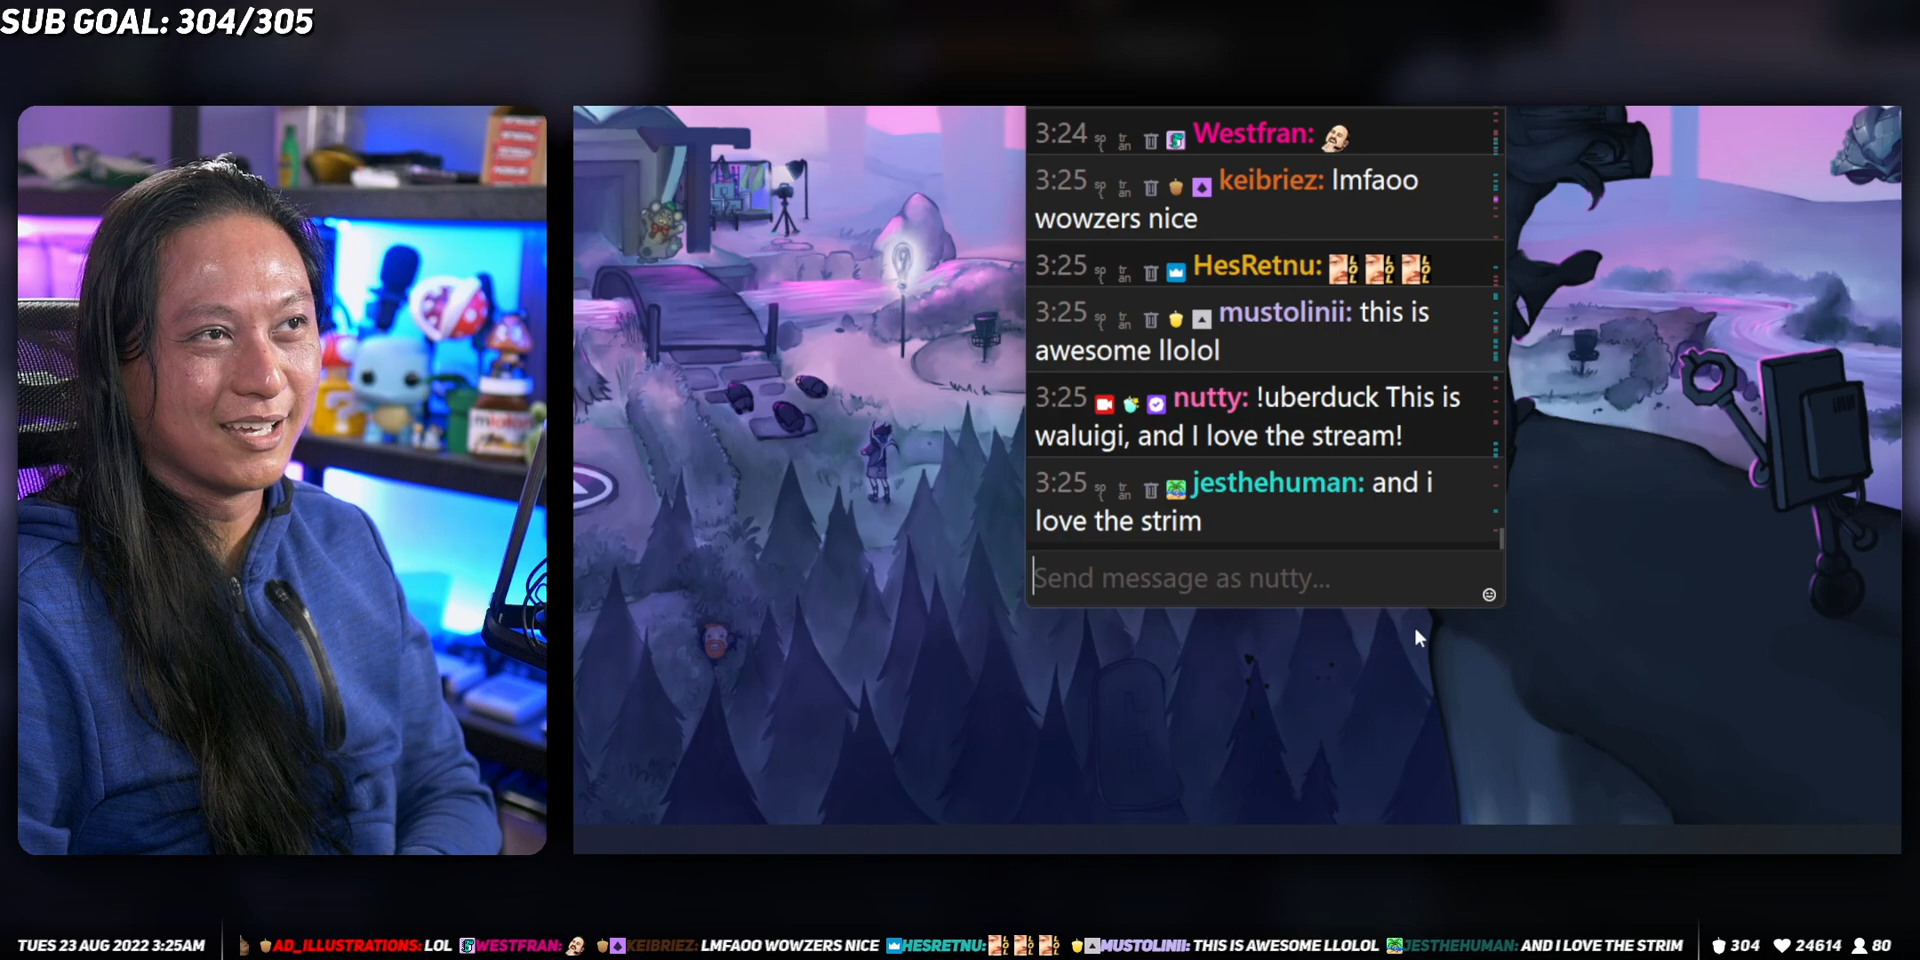 SUB GOAL: 304/305
3:24 Westfran:
3:25 keibriez: lmfaoo
wowzers nice
3:25 HesRetnu: LOL LOL LOL
3:25 mustolinii: this is
awesome llolol
3:25 nutty: !uberduck This is
waluigi, and I love the stream!
3:25 jesthehuman: and i
love the strim
Send message as nutty...
TUES 23 AUG 2022 3:25AM
AD_ILLUSTRATIONS: LOL WESTFRAN: KEIBRIEZ: LMFAOO WOWZERS NICE HESRETNU: MUSTOLINII: THIS IS AWESOME LLOLOL JESTHEHUMAN: AND I LOVE THE STRIM
304 24614 80